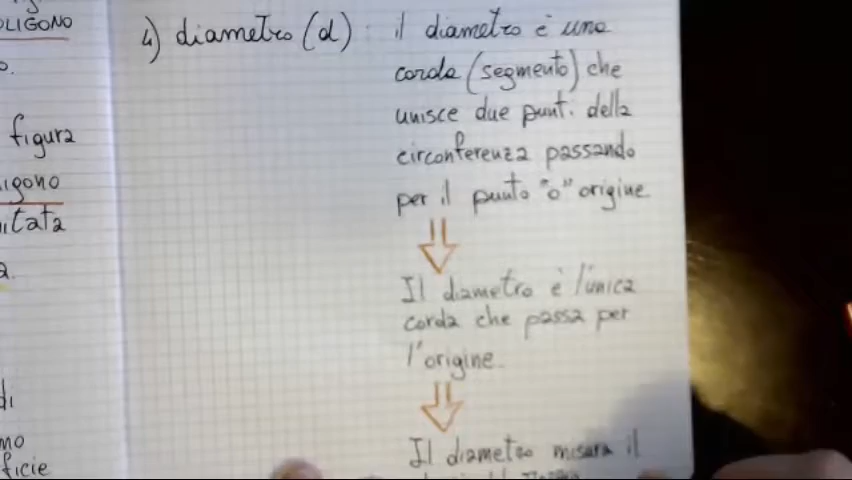 OLIGONO
o.
figura
igono
itata
a.
di
mo
ficie
4) diametro (d) : il diametro è una
corda (segmento) che
unisce due punti della
circonferenza passando
per il punto "o" origine
Il diametro è l'unica
corda che passa per
l'origine.
Il diametro misura il